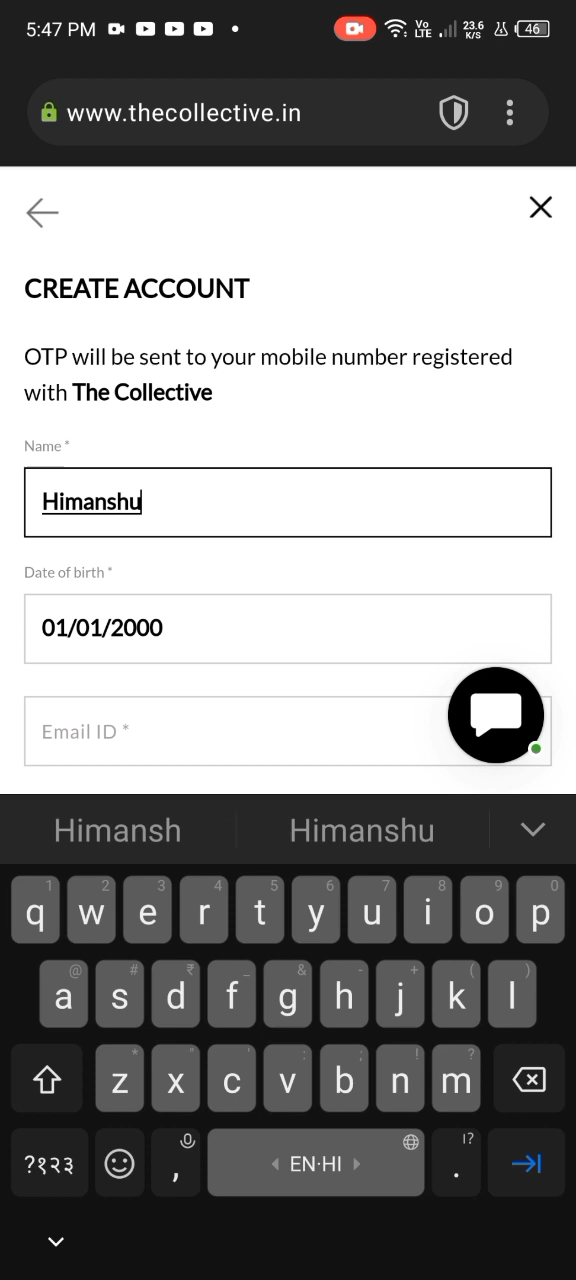 5:47 PM
Vo LTE 23.6 K/S 46
www.thecollective.in
CREATE ACCOUNT
OTP will be sent to your mobile number registered
with The Collective
Name *
Himanshu
Date of birth *
01/01/2000
Email ID *
Himansh Himanshu
1 2 3 4 5 6 7 8 9 0
q w e r t y u i o p
@ # ₹ _ & - + ( )
a s d f g h j k l
* " ' : ; ! ?
z x c v b n m
!?
?१२३ , EN·HI .